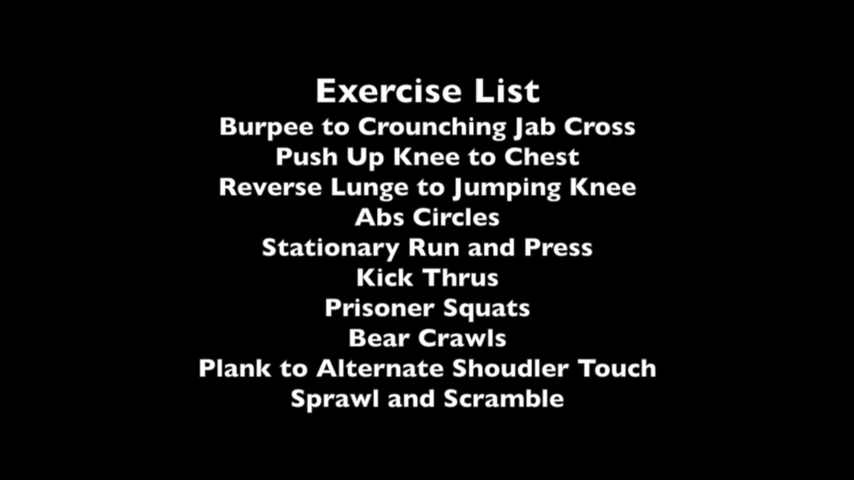 Exercise List
Burpee to Crounching Jab Cross
Push Up Knee to Chest
Reverse Lunge to Jumping Knee
Abs Circles
Stationary Run and Press
Kick Thrus
Prisoner Squats
Bear Crawls
Plank to Alternate Shoudler Touch
Sprawl and Scramble